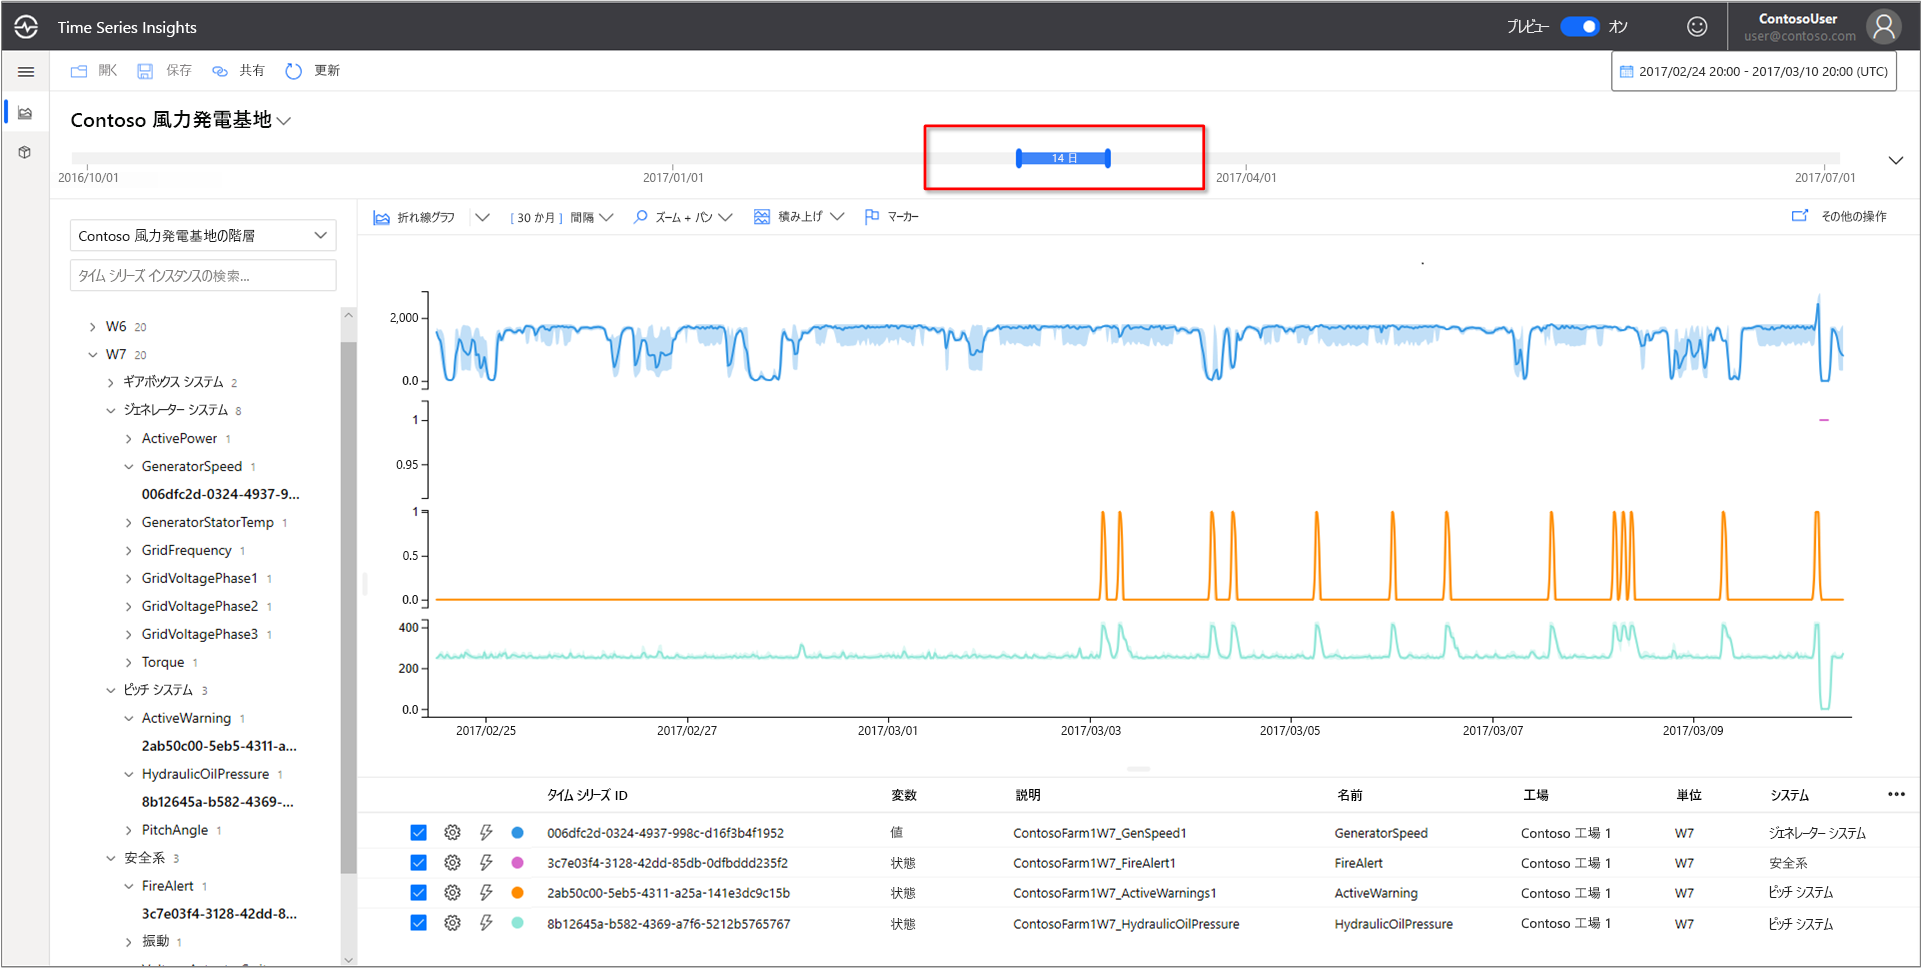 Time Series Insights
プレビュー オン
ContosoUser
user@contoso.com
開く 保存 共有 更新
2017/02/24 20:00 - 2017/03/10 20:00 (UTC)
Contoso 風力発電基地
14 日
2016/10/01 2017/01/01 2017/04/01 2017/07/01
Contoso 風力発電基地の階層
タイム シリーズ インスタンスの検索...
W6 20
W7 20
ギアボックス システム 2
ジェネレーター システム 8
ActivePower 1
GeneratorSpeed 1
006dfc2d-0324-4937-9...
GeneratorStatorTemp 1
GridFrequency 1
GridVoltagePhase1 1
GridVoltagePhase2 1
GridVoltagePhase3 1
Torque 1
ピッチ システム 3
ActiveWarning 1
2ab50c00-5eb5-4311-a...
HydraulicOilPressure 1
8b12645a-b582-4369-...
PitchAngle 1
安全系 3
FireAlert 1
3c7e03f4-3128-42dd-8...
振動 1
折れ線グラフ [ 30 か月 ] 間隔 ズーム + パン 積み上げ マーカー その他の操作
2,000
0.0
1
0.95
1
0.5
0.0
400
200
0.0
2017/02/25 2017/02/27 2017/03/01 2017/03/03 2017/03/05 2017/03/07 2017/03/09
タイム シリーズ ID 変数 説明 名前 工場 単位 システム
006dfc2d-0324-4937-998c-d16f3b4f1952 値 ContosoFarm1W7_GenSpeed1 GeneratorSpeed Contoso 工場 1 W7 ジェネレーター システム
3c7e03f4-3128-42dd-85db-0dfbddd235f2 状態 ContosoFarm1W7_FireAlert1 FireAlert Contoso 工場 1 W7 安全系
2ab50c00-5eb5-4311-a25a-141e3dc9c15b 状態 ContosoFarm1W7_ActiveWarnings1 ActiveWarning Contoso 工場 1 W7 ピッチ システム
8b12645a-b582-4369-a7f6-5212b5765767 状態 ContosoFarm1W7_HydraulicOilPressure HydraulicOilPressure Contoso 工場 1 W7 ピッチ システム